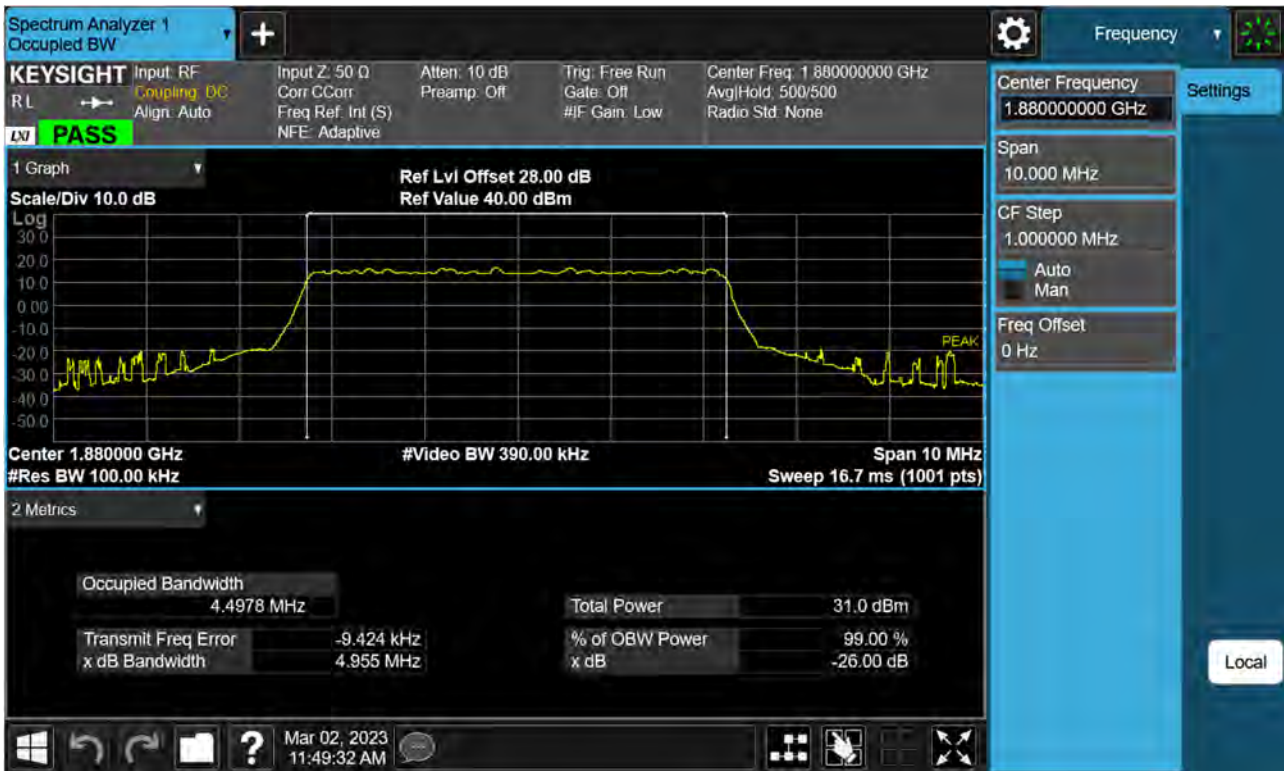 Spectrum Analyzer 1
Occupied BW
+
Frequency
KEYSIGHT
RL
LXI
PASS
Input: RF
Coupling: DC
Align: Auto
Input Z: 50 Ω
Corr CCorr
Freq Ref: Int (S)
NFE: Adaptive
Atten: 10 dB
Preamp: Off
Trig: Free Run
Gate: Off
#IF Gain: Low
Center Freq: 1.880000000 GHz
Avg|Hold: 500/500
Radio Std: None
Center Frequency
1.880000000 GHz
Settings
Span
10.000 MHz
CF Step
1.000000 MHz
Auto
Man
Freq Offset
0 Hz
1 Graph
Scale/Div 10.0 dB
Ref Lvl Offset 28.00 dB
Ref Value 40.00 dBm
Log
30.0
20.0
10.0
0.00
-10.0
-20.0
-30.0
-40.0
-50.0
PEAK
Center 1.880000 GHz
#Video BW 390.00 kHz
Span 10 MHz
#Res BW 100.00 kHz
Sweep 16.7 ms (1001 pts)
2 Metrics
Occupied Bandwidth
4.4978 MHz
Total Power 31.0 dBm
Transmit Freq Error -9.424 kHz
% of OBW Power 99.00 %
x dB Bandwidth 4.955 MHz
x dB -26.00 dB
Local
?
Mar 02, 2023
11:49:32 AM